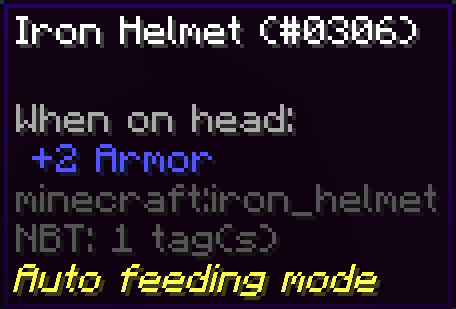 Iron Helmet (#0306)
When on head:
+2 Armor
minecraft:iron_helmet
NBT: 1 tag(s)
Auto feeding mode